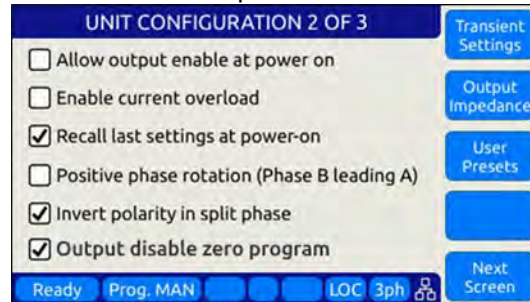 UNIT CONFIGURATION 2 OF 3
Allow output enable at power on
Enable current overload
Recall last settings at power-on
Positive phase rotation (Phase B leading A)
Invert polarity in split phase
Output disable zero program
Transient
Settings
Output
Impedance
User
Presets
Next
Screen
Ready Prog. MAN LOC 3ph